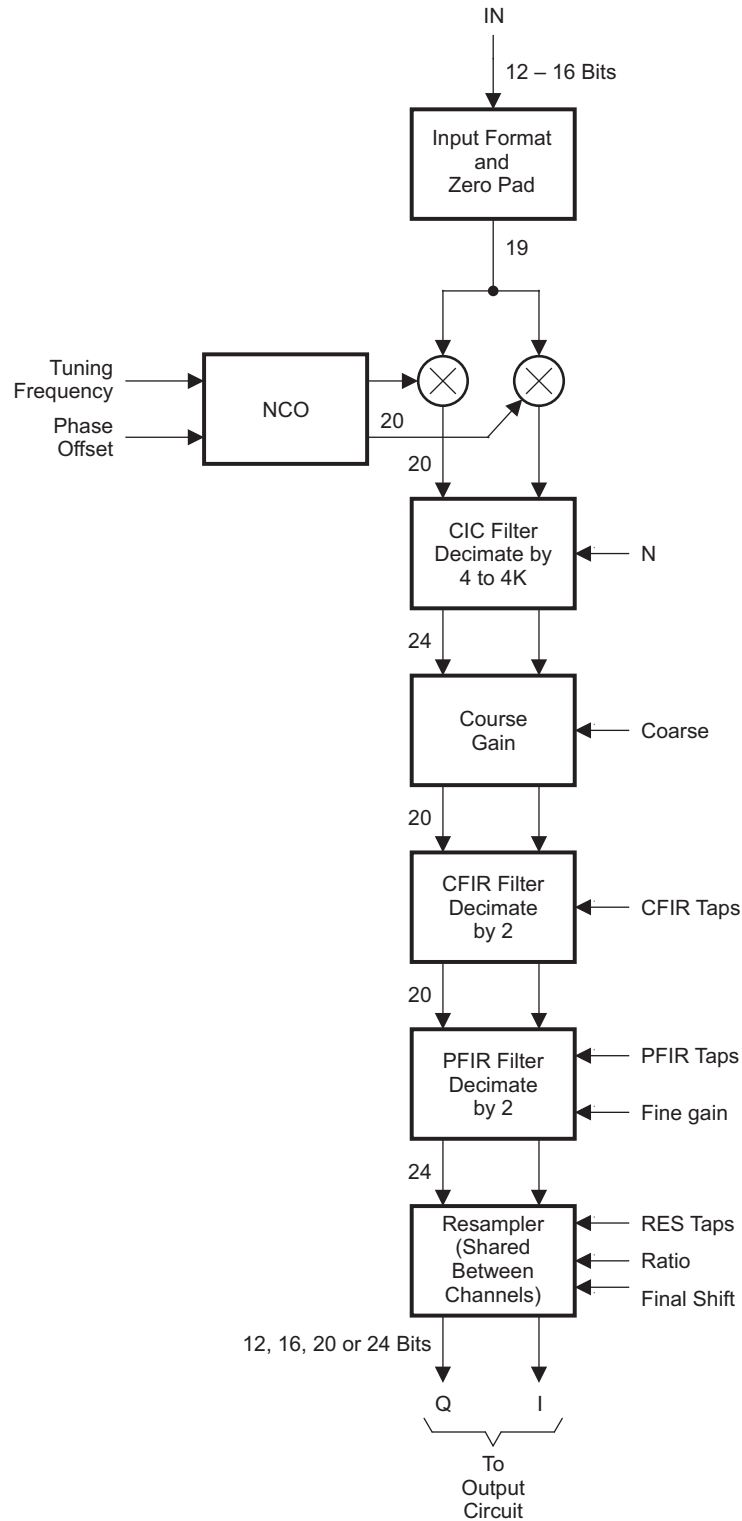 IN
12 – 16 Bits
Input Format
and
Zero Pad
19
Tuning
Frequency
Phase
Offset
NCO
20
20
CIC Filter
Decimate by
4 to 4K
N
24
Course
Gain
Coarse
20
CFIR Filter
Decimate
by 2
CFIR Taps
20
PFIR Filter
Decimate
by 2
PFIR Taps
Fine gain
24
Resampler
(Shared
Between
Channels)
RES Taps
Ratio
Final Shift
12, 16, 20 or 24 Bits
Q
I
To
Output
Circuit